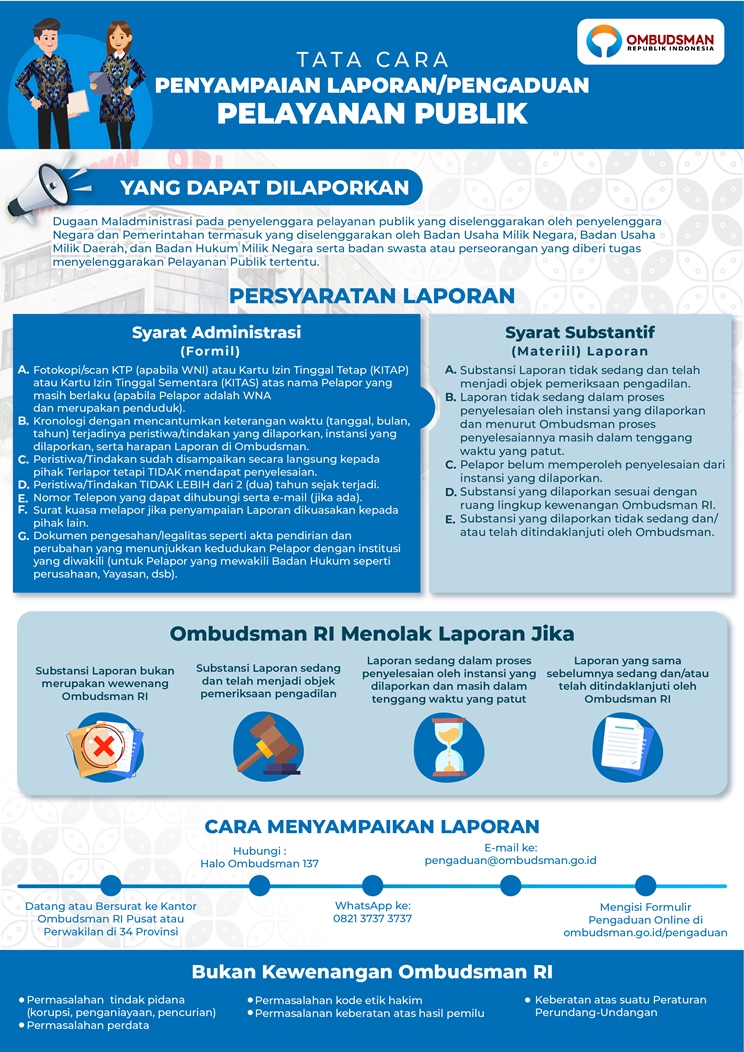 OMBUDSMAN
REPUBLIK INDONESIA
TATA CARA
PENYAMPAIAN LAPORAN/PENGADUAN
PELAYANAN PUBLIK
YANG DAPAT DILAPORKAN
Dugaan Maladministrasi pada penyelenggara pelayanan publik yang diselenggarakan oleh penyelenggara
Negara dan Pemerintahan termasuk yang diselenggarakan oleh Badan Usaha Milik Negara, Badan Usaha
Milik Daerah, dan Badan Hukum Milik Negara serta badan swasta atau perseorangan yang diberi tugas
menyelenggarakan Pelayanan Publik tertentu.
PERSYARATAN LAPORAN
Syarat Administrasi
(Formil)
A. Fotokopi/scan KTP (apabila WNI) atau Kartu Izin Tinggal Tetap (KITAP)
atau Kartu Izin Tinggal Sementara (KITAS) atas nama Pelapor yang
masih berlaku (apabila Pelapor adalah WNA
dan merupakan penduduk).
B. Kronologi dengan mencantumkan keterangan waktu (tanggal, bulan,
tahun) terjadinya peristiwa/tindakan yang dilaporkan, instansi yang
dilaporkan, serta harapan Laporan di Ombudsman.
C. Peristiwa/Tindakan sudah disampaikan secara langsung kepada
pihak Terlapor tetapi TIDAK mendapat penyelesaian.
D. Peristiwa/Tindakan TIDAK LEBIH dari 2 (dua) tahun sejak terjadi.
E. Nomor Telepon yang dapat dihubungi serta e-mail (jika ada).
F. Surat kuasa melapor jika penyampaian Laporan dikuasakan kepada
pihak lain.
G. Dokumen pengesahan/legalitas seperti akta pendirian dan
perubahan yang menunjukkan kedudukan Pelapor dengan institusi
yang diwakili (untuk Pelapor yang mewakili Badan Hukum seperti
perusahaan, Yayasan, dsb).
Syarat Substantif
(Materiil) Laporan
A. Substansi Laporan tidak sedang dan telah
menjadi objek pemeriksaan pengadilan.
B. Laporan tidak sedang dalam proses
penyelesaian oleh instansi yang dilaporkan
dan menurut Ombudsman proses
penyelesaiannya masih dalam tenggang
waktu yang patut.
C. Pelapor belum memperoleh penyelesaian dari
instansi yang dilaporkan.
D. Substansi yang dilaporkan sesuai dengan
ruang lingkup kewenangan Ombudsman RI.
E. Substansi yang dilaporkan tidak sedang dan/
atau telah ditindaklanjuti oleh Ombudsman.
Ombudsman RI Menolak Laporan Jika
Substansi Laporan bukan
merupakan wewenang
Ombudsman RI
Substansi Laporan sedang
dan telah menjadi objek
pemeriksaan pengadilan
Laporan sedang dalam proses
penyelesaian oleh instansi yang
dilaporkan dan masih dalam
tenggang waktu yang patut
Laporan yang sama
sebelumnya sedang dan/atau
telah ditindaklanjuti oleh
Ombudsman RI
CARA MENYAMPAIKAN LAPORAN
Datang atau Bersurat ke Kantor
Ombudsman RI Pusat atau
Perwakilan di 34 Provinsi
Hubungi :
Halo Ombudsman 137
WhatsApp ke:
0821 3737 3737
E-mail ke:
pengaduan@ombudsman.go.id
Mengisi Formulir
Pengaduan Online di
ombudsman.go.id/pengaduan
Bukan Kewenangan Ombudsman RI
• Permasalahan tindak pidana
(korupsi, penganiayaan, pencurian)
• Permasalahan perdata
• Permasalahan kode etik hakim
• Permasalanan keberatan atas hasil pemilu
• Keberatan atas suatu Peraturan
Perundang-Undangan